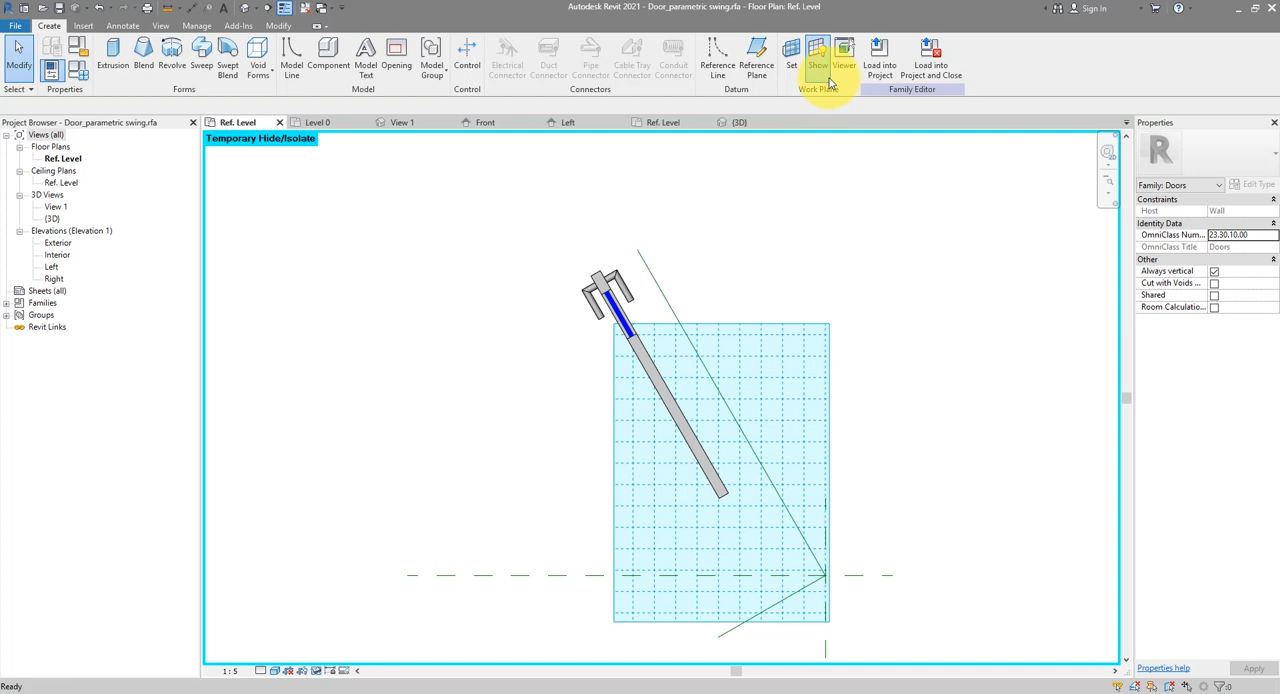 Autodesk Revit 2021 - Door_parametric swing.rfa - Floor Plan: Ref. Level
Sign In
File Create Insert Annotate View Manage Add-Ins Modify
Modify Extrusion Blend Revolve Sweep Swept Blend Void Forms Model Line Component Model Text Opening Model Group Control Electrical Connector Duct Connector Pipe Connector Cable Tray Connector Conduit Connector Reference Line Reference Plane Set Show Viewer Load into Project Load into Project and Close
Select Properties Forms Model Control Connectors Datum Work Plane Family Editor
Project Browser - Door_parametric swing.rfa
Ref. Level Level 0 View 1 Front Left Ref. Level {3D}
Properties
Views (all)
Floor Plans
Ref. Level
Ceiling Plans
Ref. Level
3D Views
View 1
{3D}
Elevations (Elevation 1)
Exterior
Interior
Left
Right
Sheets (all)
Families
Groups
Revit Links
Temporary Hide/Isolate
Family: Doors Edit Type
Constraints
Host Wall
Identity Data
OmniClass Num... 23.30.10.00
OmniClass Title Doors
Other
Always vertical
Cut with Voids ...
Shared
Room Calculatio...
1:5
Properties help Apply
Ready
:0